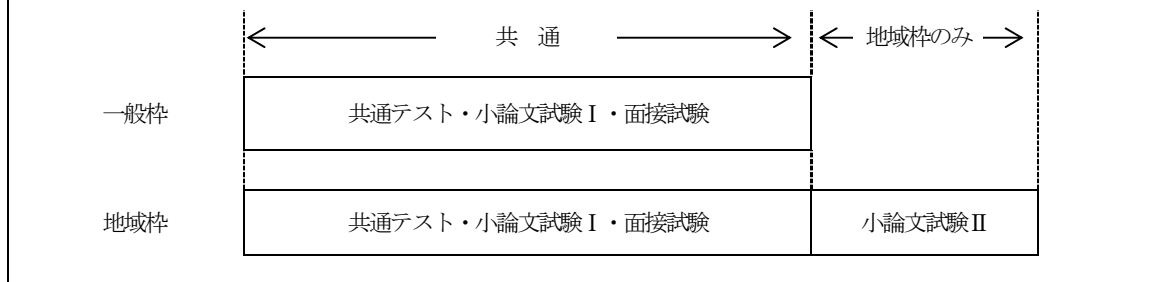 共　通
地域枠のみ
一般枠
共通テスト・小論文試験Ⅰ・面接試験
地域枠
共通テスト・小論文試験Ⅰ・面接試験
小論文試験Ⅱ